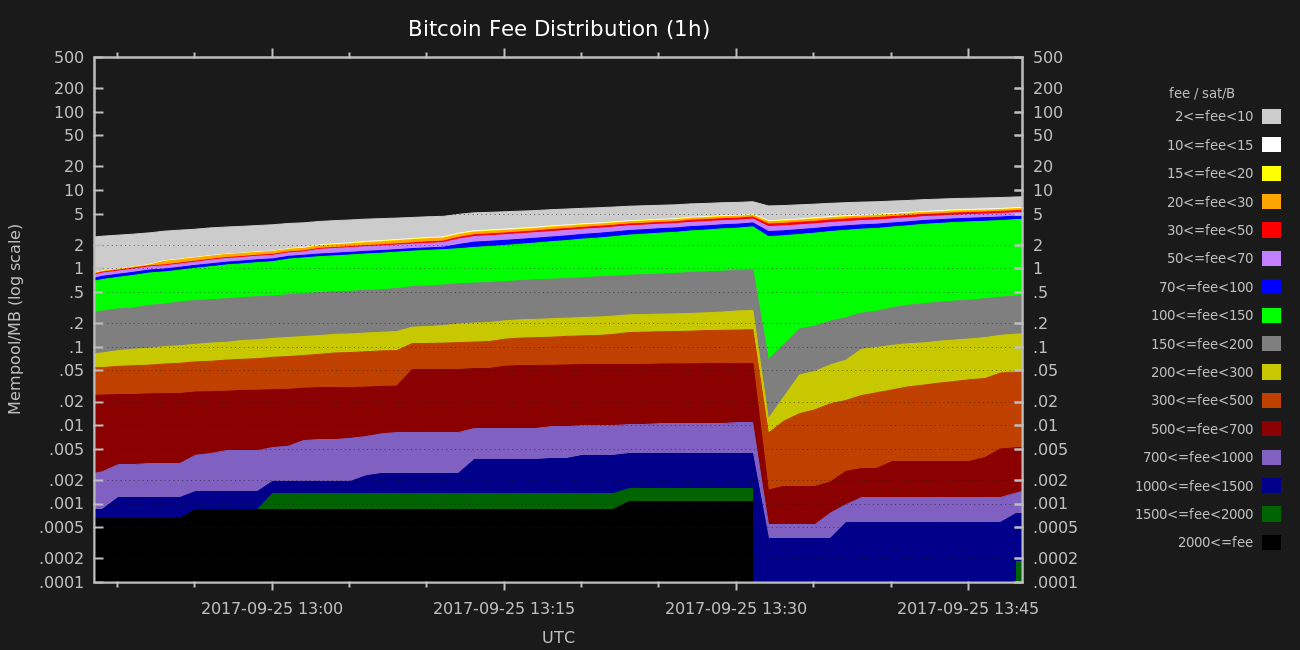 Bitcoin Fee Distribution (1h)
Mempool/MB (log scale)
500
200
100
50
20
10
5
2
1
.5
.2
.1
.05
.02
.01
.005
.002
.001
.0005
.0002
.0001
500
200
100
50
20
10
5
2
1
.5
.2
.1
.05
.02
.01
.005
.002
.001
.0005
.0002
.0001
2017-09-25 13:00
2017-09-25 13:15
2017-09-25 13:30
2017-09-25 13:45
UTC
fee / sat/B
2<=fee<10
10<=fee<15
15<=fee<20
20<=fee<30
30<=fee<50
50<=fee<70
70<=fee<100
100<=fee<150
150<=fee<200
200<=fee<300
300<=fee<500
500<=fee<700
700<=fee<1000
1000<=fee<1500
1500<=fee<2000
2000<=fee